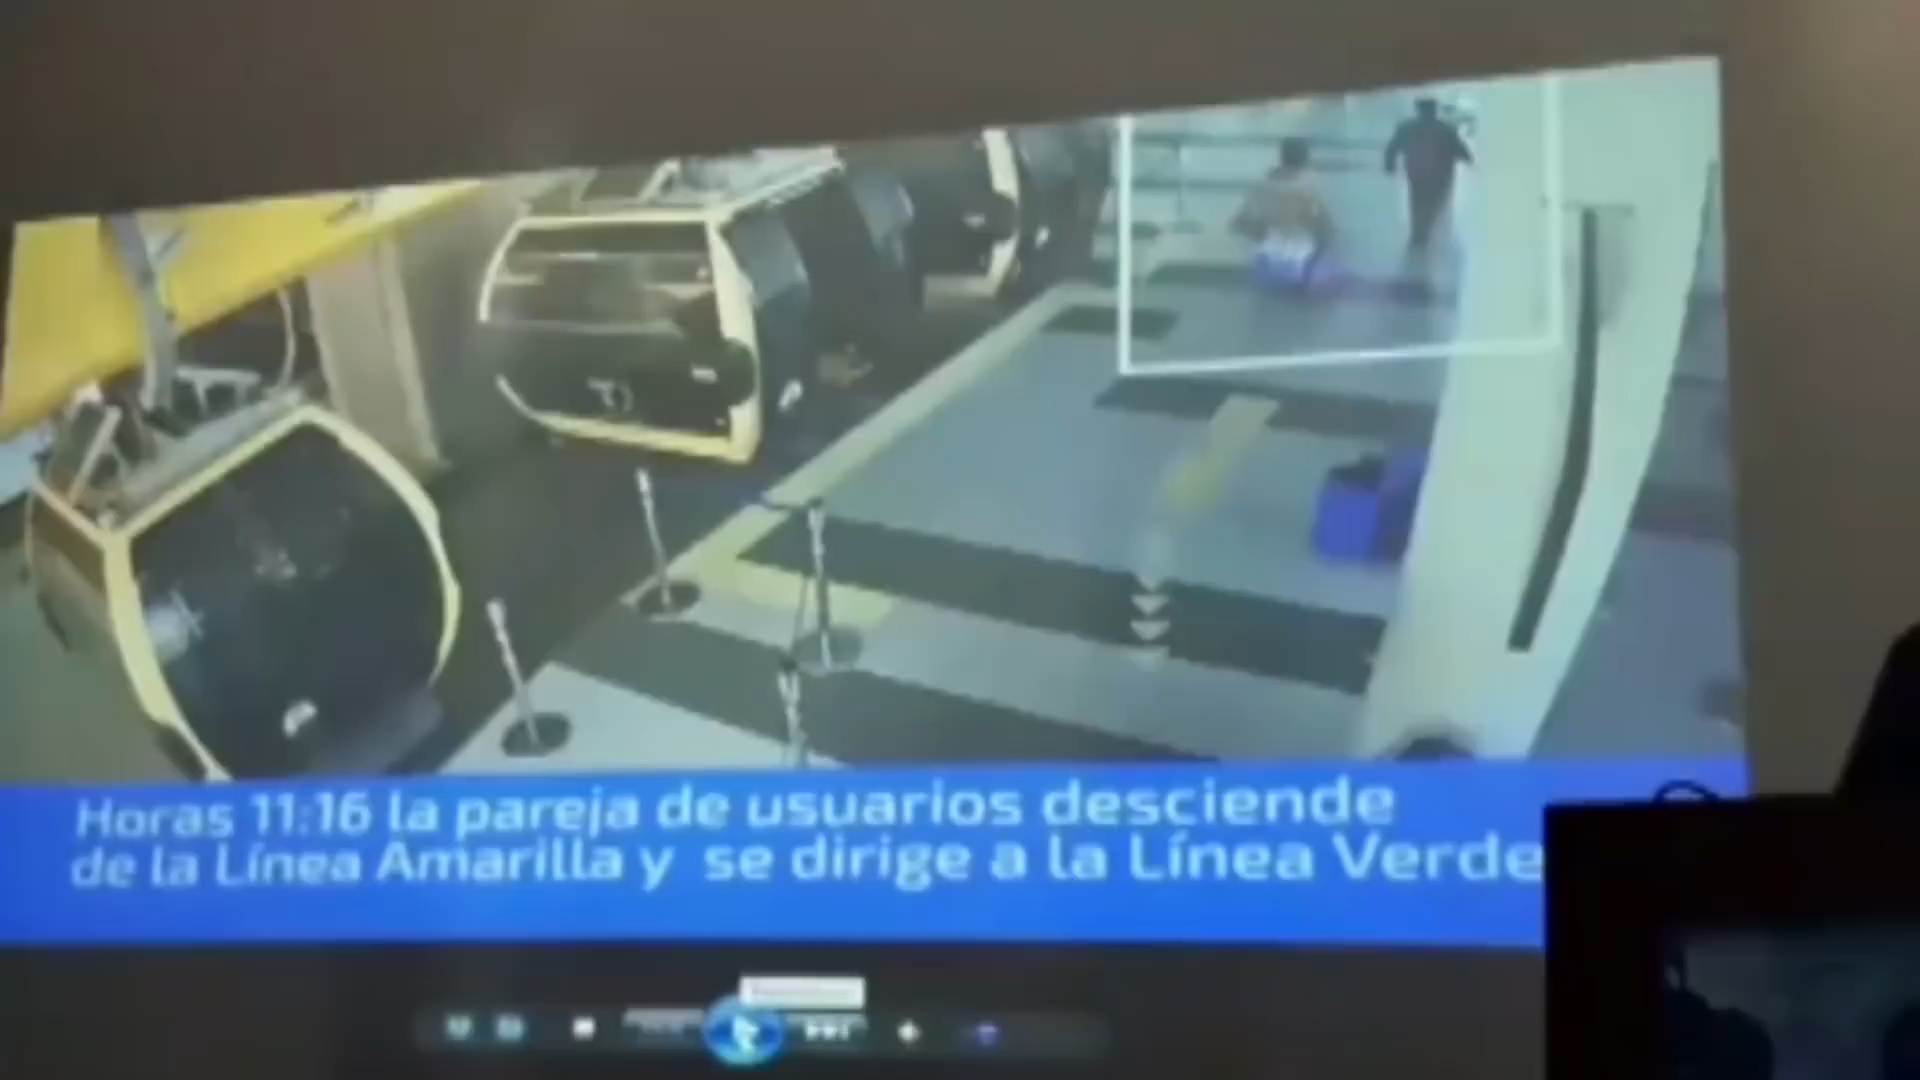 Horas 11:16 la pareja de usuarios desciende
de la Línea Amarilla y se dirige a la Línea Verde